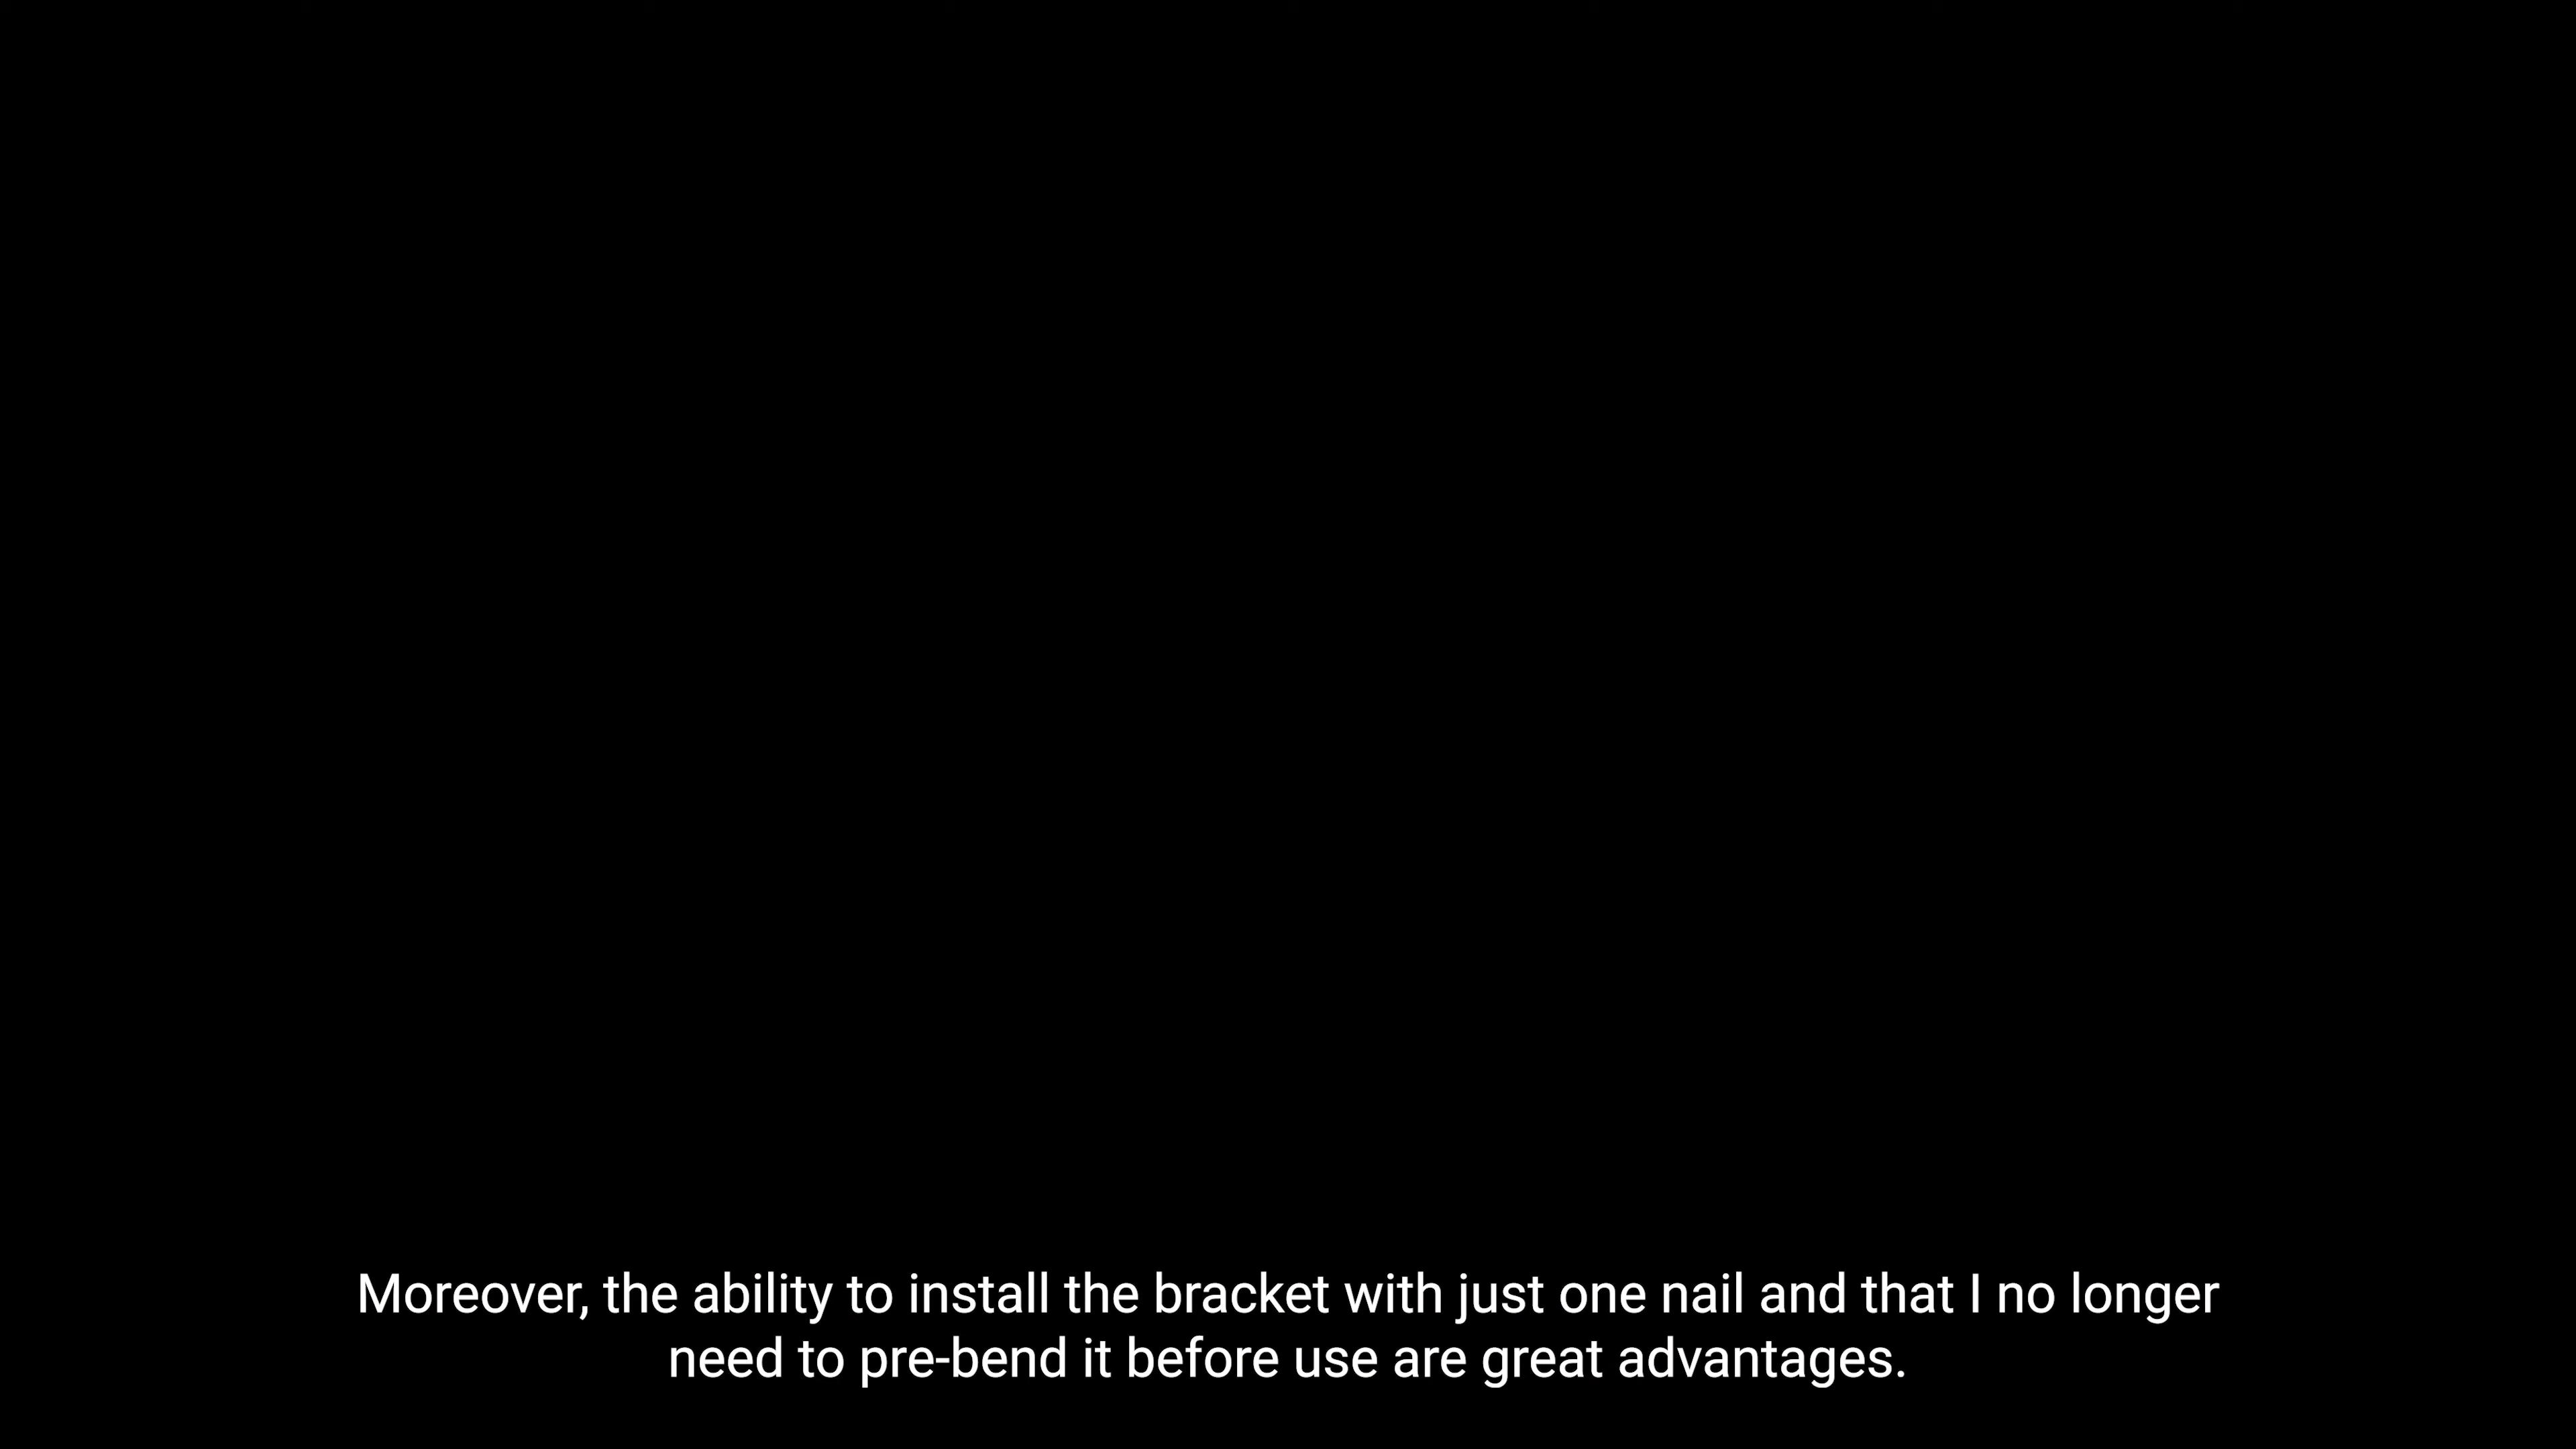 Moreover, the ability to install the bracket with just one nail and that I no longer
need to pre-bend it before use are great advantages.